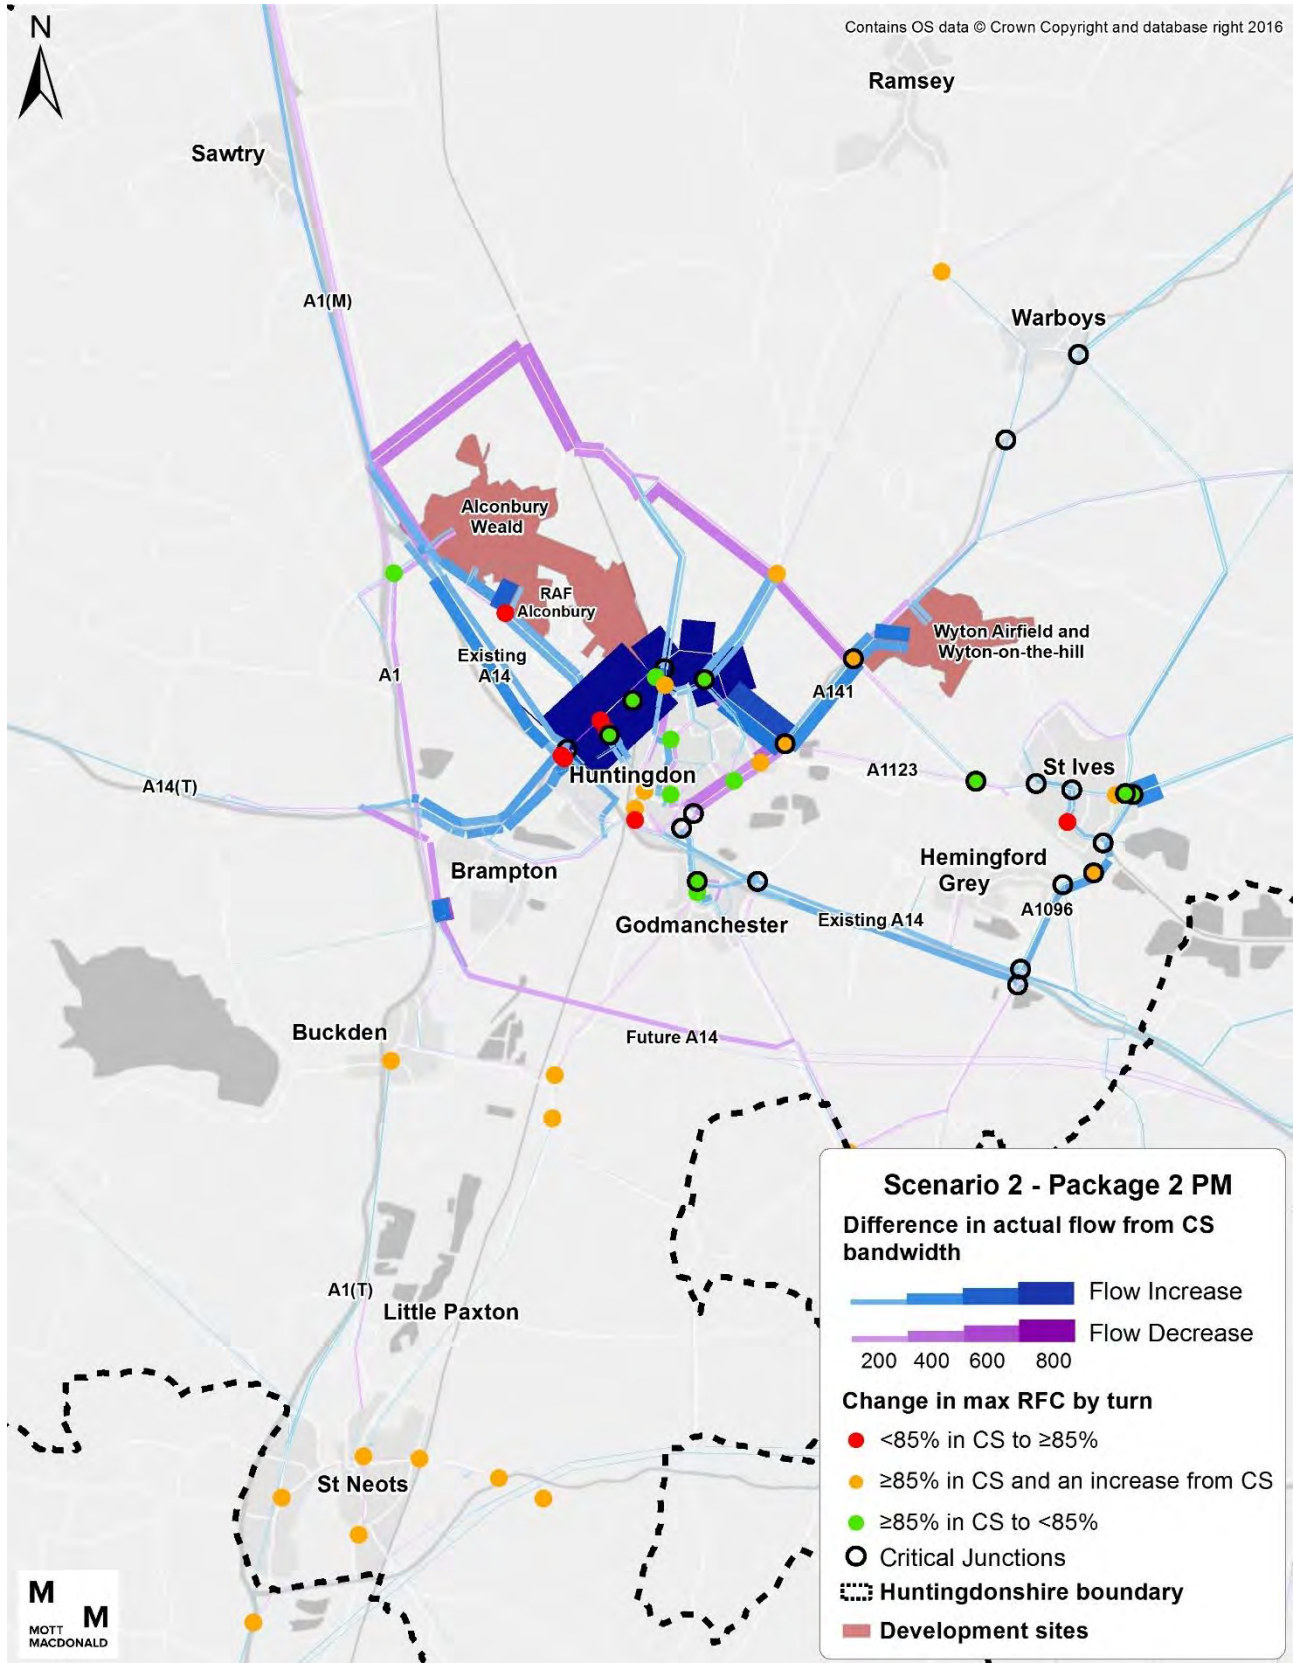 N
Contains OS data © Crown Copyright and database right 2016
Ramsey
Sawtry
A1(M)
Warboys
Alconbury
Weald
RAF
Alconbury
Existing
A14
Wyton Airfield and
Wyton-on-the-hill
A1
A141
A14(T)
Huntingdon
A1123
St Ives
Brampton
Hemingford
Grey
A1096
Godmanchester
Existing A14
Buckden
Future A14
A1(T)
Little Paxton
St Neots
Scenario 2 - Package 2 PM
Difference in actual flow from CS
bandwidth
Flow Increase
Flow Decrease
200 400 600 800
Change in max RFC by turn
<85% in CS to ≥85%
≥85% in CS and an increase from CS
≥85% in CS to <85%
Critical Junctions
Huntingdonshire boundary
Development sites
M
M
MOTT
MACDONALD